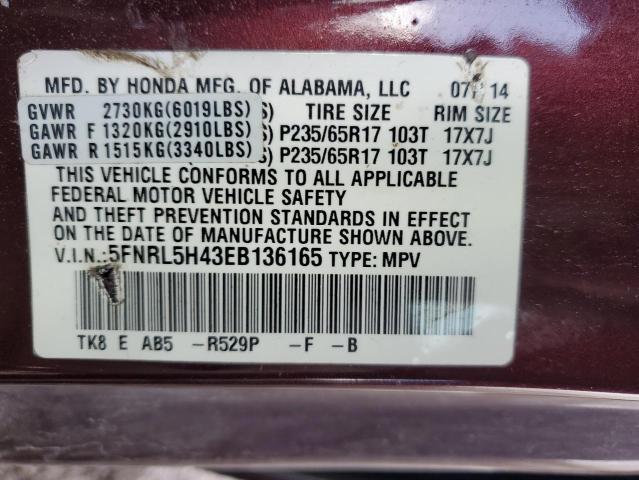 MFD. BY HONDA MFG. OF ALABAMA, LLC 07/14
GVWR 2730KG(6019LBS) S) TIRE SIZE RIM SIZE
GAWR F 1320KG(2910LBS) S) P235/65R17 103T 17X7J
GAWR R 1515KG(3340LBS) S) P235/65R17 103T 17X7J
THIS VEHICLE CONFORMS TO ALL APPLICABLE
FEDERAL MOTOR VEHICLE SAFETY
AND THEFT PREVENTION STANDARDS IN EFFECT
ON THE DATE OF MANUFACTURE SHOWN ABOVE.
V.I.N.:5FNRL5H43EB136165 TYPE: MPV
TK8 E AB5 -R529P -F -B